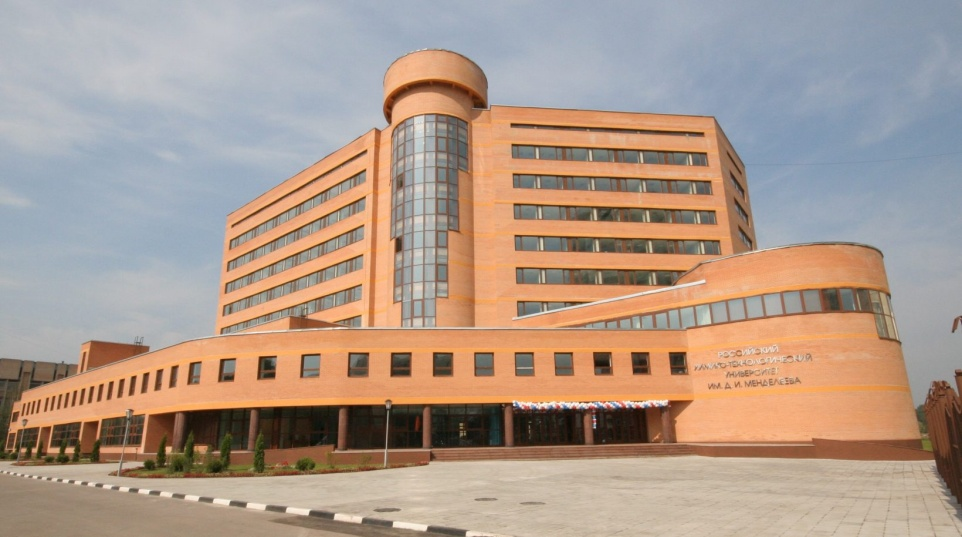 РОССИЙСКИЙ
ХИМИКО-ТЕХНОЛОГИЧЕСКИЙ
УНИВЕРСИТЕТ
ИМ. Д. И. МЕНДЕЛЕЕВА